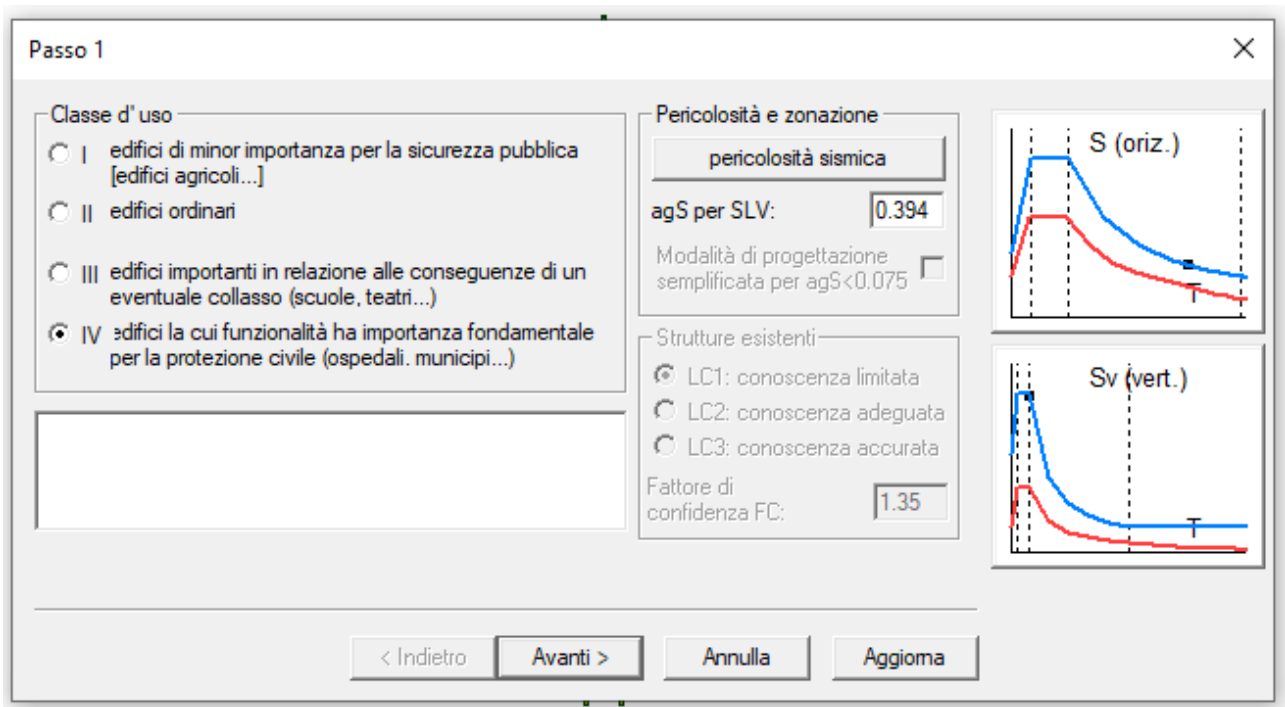 Passo 1
Classe d' uso
I edifici di minor importanza per la sicurezza pubblica
[edifici agricoli...]
II edifici ordinari
III edifici importanti in relazione alle conseguenze di un
eventuale collasso (scuole, teatri...)
IV edifici la cui funzionalità ha importanza fondamentale
per la protezione civile (ospedali. municipi...)
Pericolosità e zonazione
pericolosità sismica
agS per SLV: 0.394
Modalità di progettazione
semplificata per agS<0.075
Strutture esistenti
LC1: conoscenza limitata
LC2: conoscenza adeguata
LC3: conoscenza accurata
Fattore di
confidenza FC: 1.35
S (oriz.)
T
Sv (vert.)
T
< Indietro
Avanti >
Annulla
Aggiorna